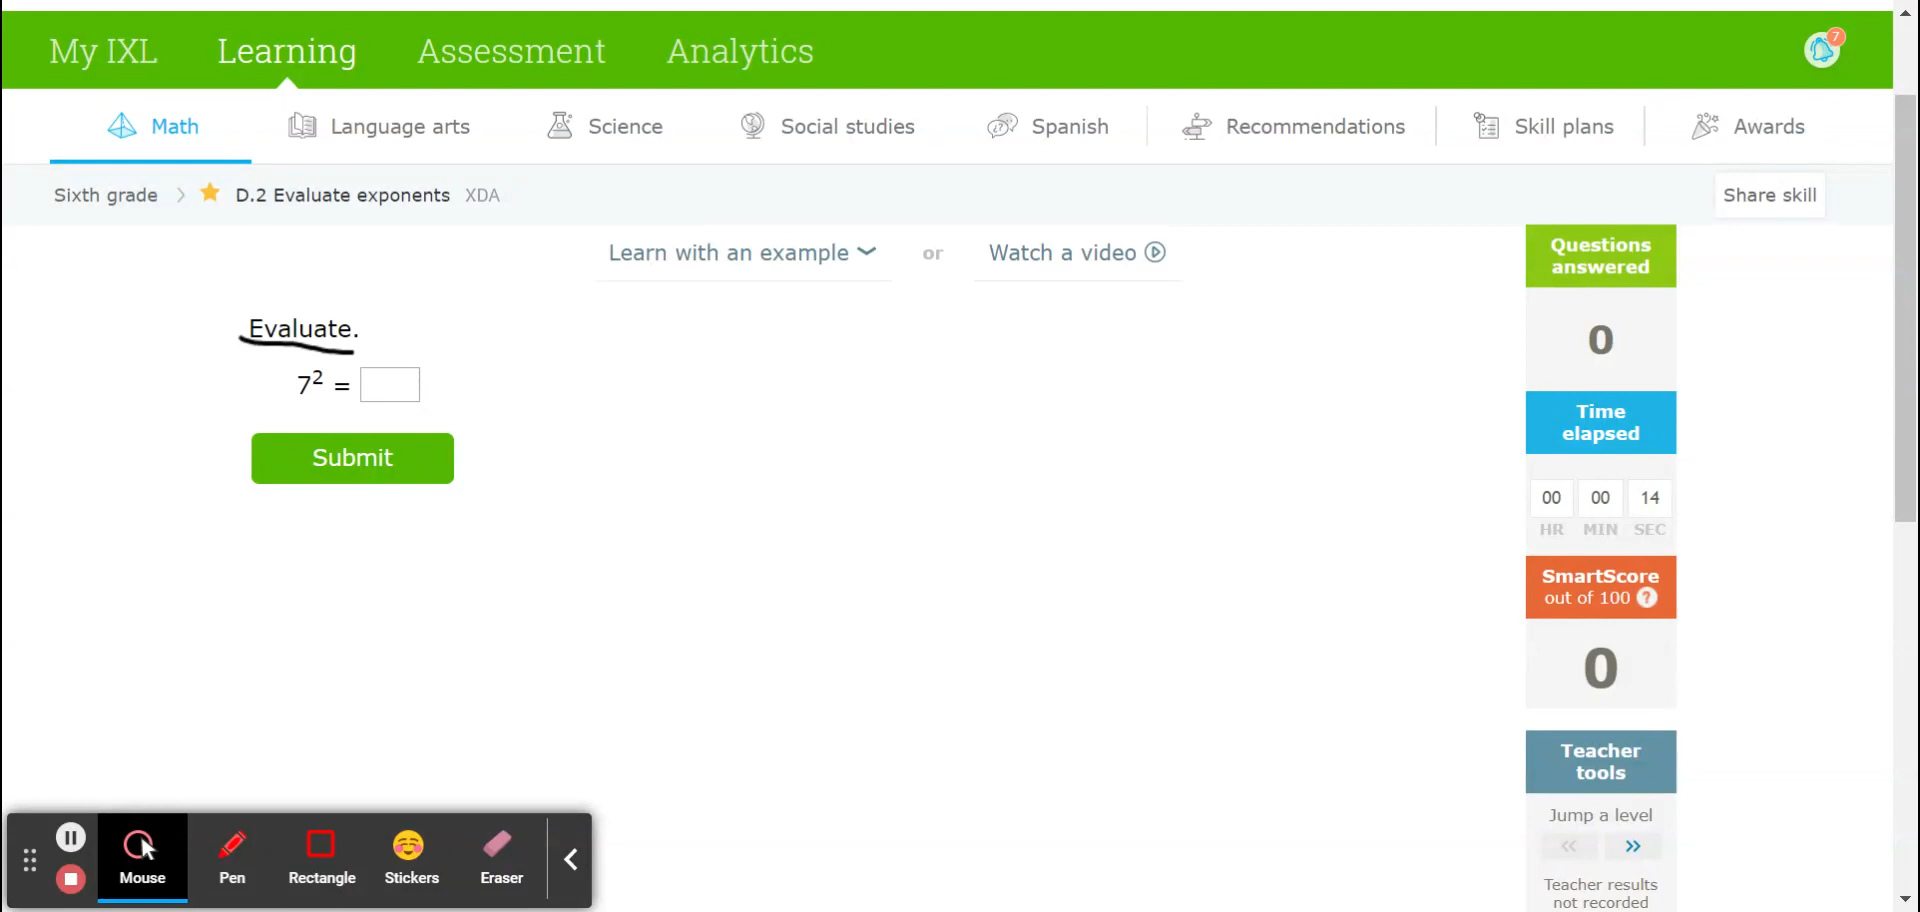 My IXL Learning Assessment Analytics 7
Math Language arts Science Social studies Spanish Recommendations Skill plans Awards
Sixth grade > D.2 Evaluate exponents XDA Share skill
Learn with an example or Watch a video
Evaluate.
7² =
Submit
Questions
answered
0
Time
elapsed
00 00 14
HR MIN SEC
SmartScore
out of 100 ?
0
Teacher
tools
Jump a level
<< >>
Teacher results
not recorded
Mouse Pen Rectangle Stickers Eraser